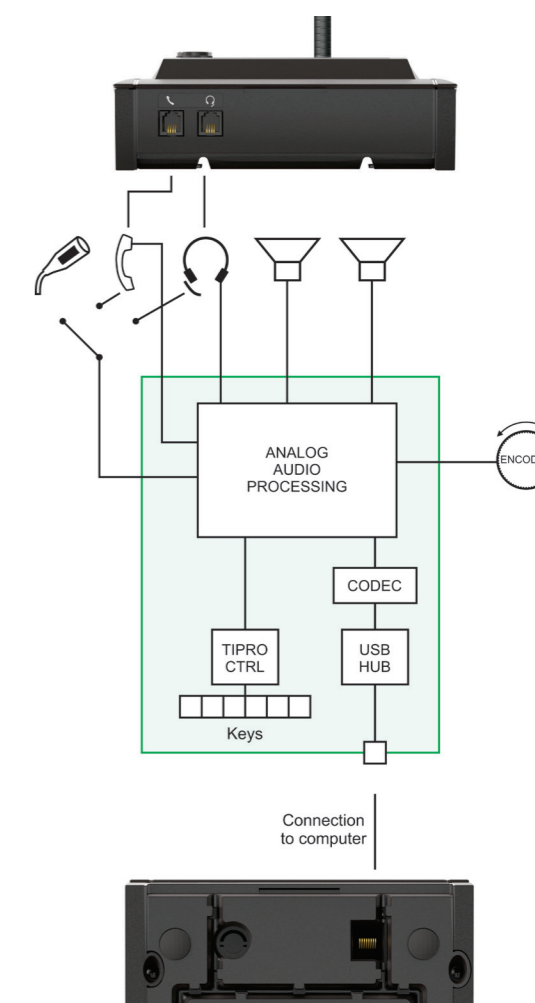 ANALOG
AUDIO
PROCESSING
ENCOD
CODEC
TIPRO
CTRL
USB
HUB
Keys
Connection
to computer